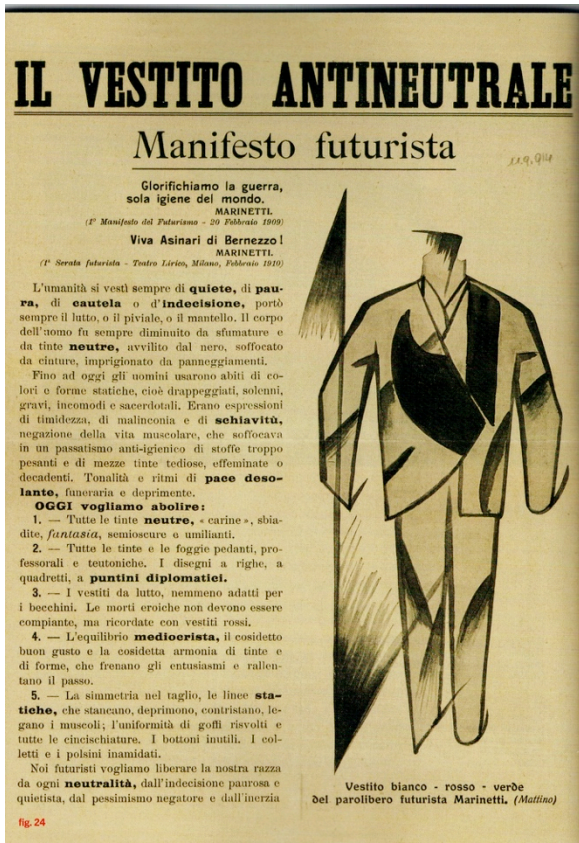 IL VESTITO ANTINEUTRALE
Manifesto futurista
Glorifichiamo la guerra,
sola igiene del mondo.
MARINETTI.
(1º Manifesto del Futurismo - 20 Febbraio 1909)
Viva Asinari di Bernezzo!
MARINETTI.
(1ª Serata futurista - Teatro Lirico, Milano, Febbraio 1910)
L'umanità si vestì sempre di quiete, di pau-
ra, di cautela o d'indecisione, portò
sempre il lutto, o il piviale, o il mantello. Il corpo
dell'uomo fu sempre diminuito da sfumature e
da tinte neutre, avvilito dal nero, soffocato
da cinture, imprigionato da panneggiamenti.
Fino ad oggi gli uomini usarono abiti di co-
lori e forme statiche, cioè drappeggiati, solenni,
gravi, incomodi e sacerdotali. Erano espressioni
di timidezza, di malinconia e di schiavitù,
negazione della vita muscolare, che soffocava
in un passatismo anti-igienico di stoffe troppo
pesanti e di mezze tinte tediose, effeminate o
decadenti. Tonalità e ritmi di pace deso-
lante, funeraria e deprimente.
OGGI vogliamo abolire:
1. — Tutte le tinte neutre, « carine », sbia-
dite, fantasia, semioscure e umilianti.
2. — Tutte le tinte e le foggie pedanti, pro-
fessorali e teutoniche. I disegni a righe, a
quadretti, a puntini diplomatici.
3. — I vestiti da lutto, nemmeno adatti per
i becchini. Le morti eroiche non devono essere
compiante, ma ricordate con vestiti rossi.
4. — L'equilibrio mediocrista, il cosidetto
buon gusto e la cosidetta armonia di tinte e
di forme, che frenano gli entusiasmi e rallen-
tano il passo.
5. — La simmetria nel taglio, le linee sta-
tiche, che stancano, deprimono, contristano, le-
gano i muscoli; l'uniformità di goffi risvolti e
tutte le cincischiature. I bottoni inutili. I col-
letti e i polsini inamidati.
Noi futuristi vogliamo liberare la nostra razza
da ogni neutralità, dall'indecisione paurosa e
quietista, dal pessimismo negatore e dall'inerzia
Vestito bianco - rosso - verde
del parolibero futurista Marinetti. (Mattino)
fig. 24